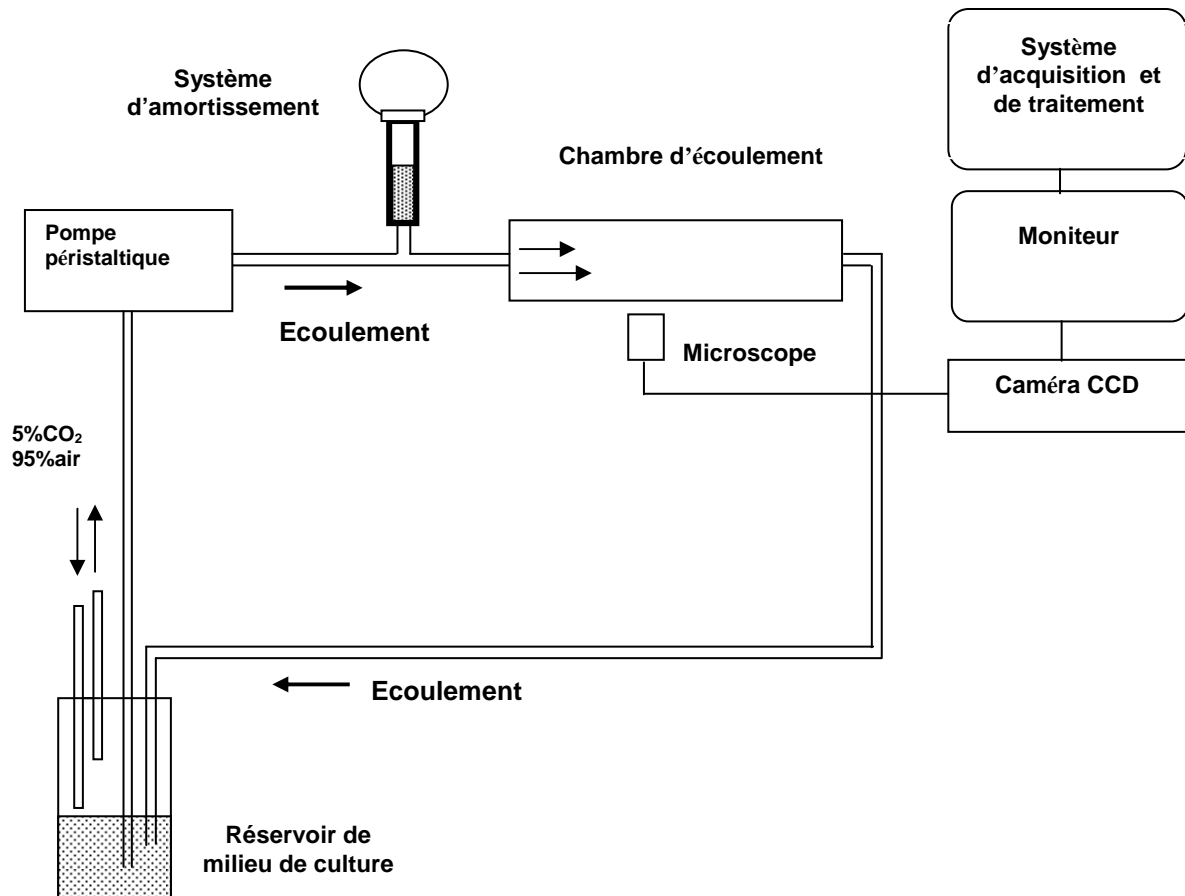 Système
d'amortissement
Système
d'acquisition et
de traitement
Chambre d'écoulement
Pompe
péristaltique
Moniteur
Ecoulement
Microscope
Caméra CCD
5%CO₂
95%air
Ecoulement
Réservoir de
milieu de culture